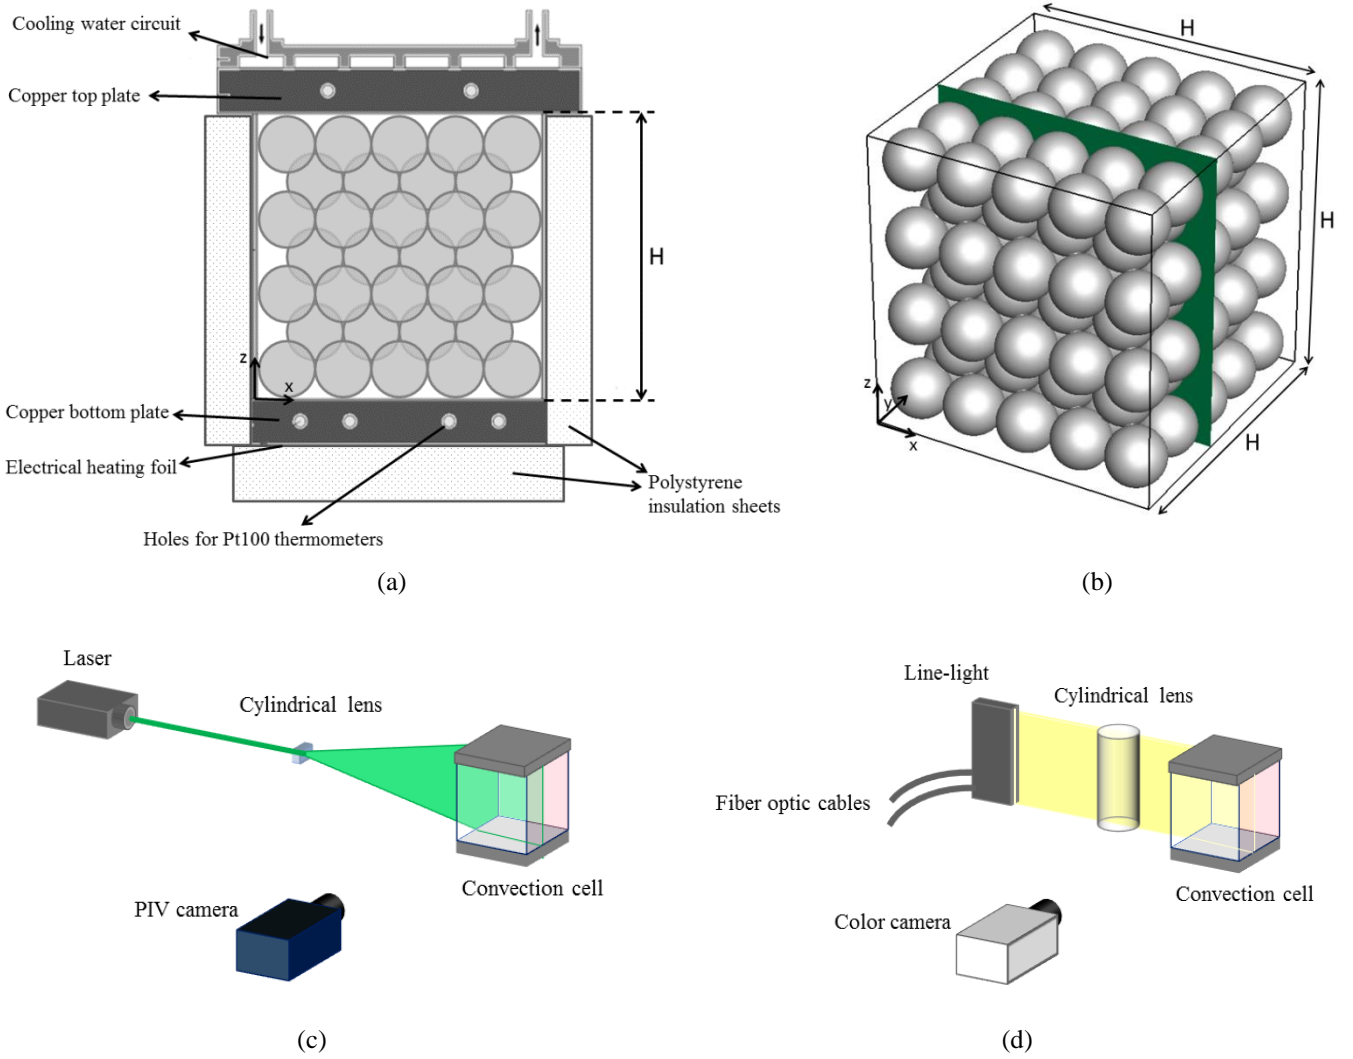 Cooling water circuit
Copper top plate
H
z
x
Copper bottom plate
Electrical heating foil
Polystyrene
insulation sheets
Holes for Pt100 thermometers
(a)
H
H
z
y
x
H
(b)
Laser
Cylindrical lens
Convection cell
PIV camera
(c)
Line-light
Cylindrical lens
Fiber optic cables
Convection cell
Color camera
(d)